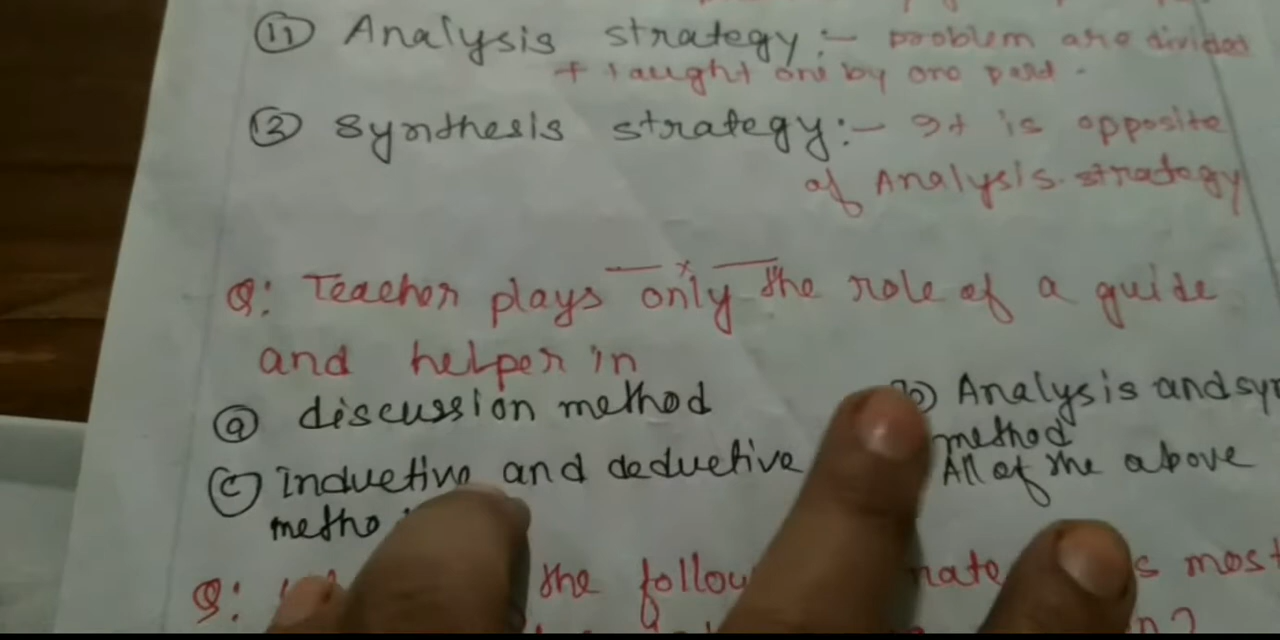 ⑪ Analysis strategy :- problem are divided
+ taught one by one part.
⑫ Synthesis strategy :- It is opposite
of Analysis strategy
— x —
Q: Teacher plays only the role of a guide
and helper in
ⓐ discussion method ⓑ Analysis and
method
ⓒ inductive and deductive All of the above
Q: the most